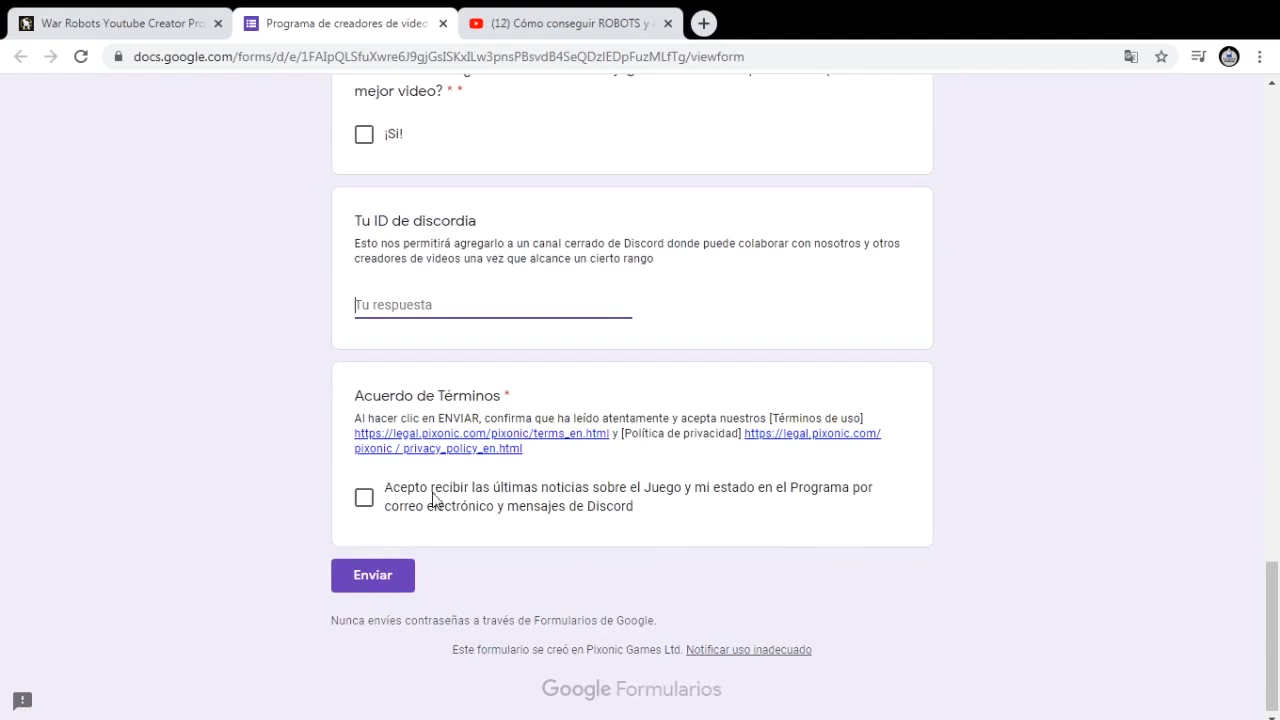 War Robots Youtube Creator Pro
Programa de creadores de video
(12) Cómo conseguir ROBOTS y
docs.google.com/forms/d/e/1FAIpQLSfuXwre6J9gjGsISKxILw3pnsPBsvdB4SeQDzlEDpFuzMLfTg/viewform
mejor video? * *
¡Si!
Tu ID de discordia
Esto nos permitirá agregarlo a un canal cerrado de Discord donde puede colaborar con nosotros y otros
creadores de videos una vez que alcance un cierto rango
Tu respuesta
Acuerdo de Términos *
Al hacer clic en ENVIAR, confirma que ha leído atentamente y acepta nuestros [Términos de uso]
https://legal.pixonic.com/pixonic/terms_en.html y [Política de privacidad] https://legal.pixonic.com/
pixonic / privacy_policy_en.html
Acepto recibir las últimas noticias sobre el Juego y mi estado en el Programa por
correo electrónico y mensajes de Discord
Enviar
Nunca envíes contraseñas a través de Formularios de Google.
Este formulario se creó en Pixonic Games Ltd. Notificar uso inadecuado
Google Formularios